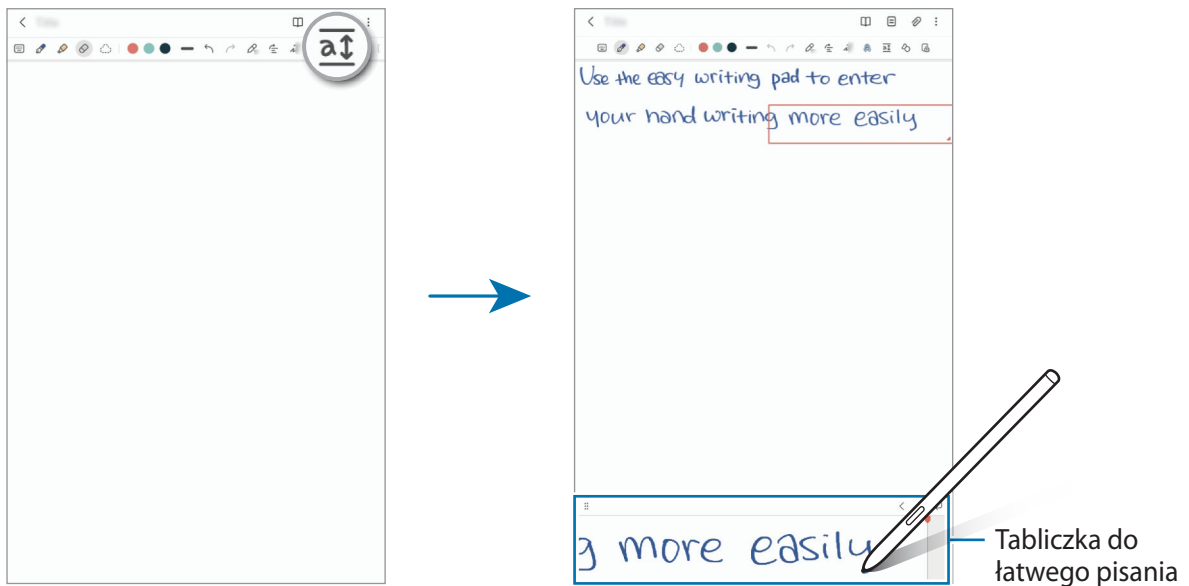 a
Use the easy writing pad to enter
your hand writing more easily
g more easily
Tabliczka do
łatwego pisania